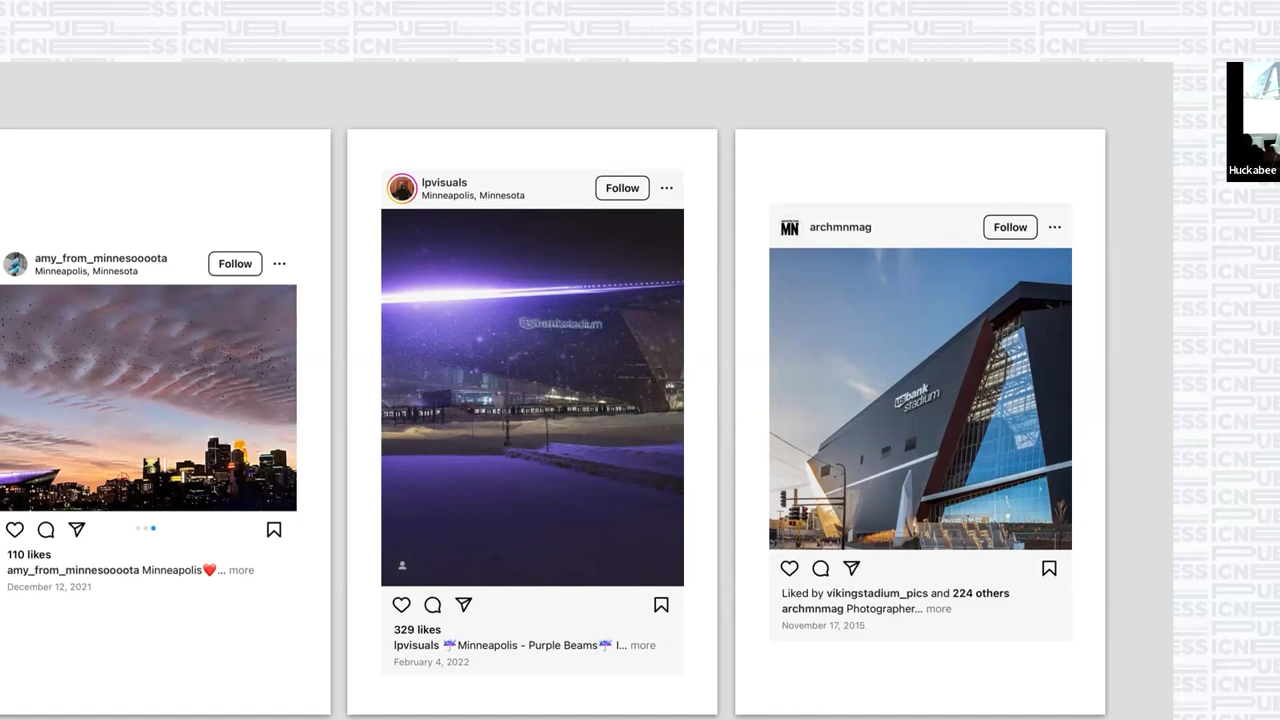 amy_from_minnesoooota
Minneapolis, Minnesota
Follow
110 likes
amy_from_minnesoooota Minneapolis❤️... more
December 12, 2021
lpvisuals
Minneapolis, Minnesota
Follow
usbankstadium
329 likes
lpvisuals ☔Minneapolis - Purple Beams☔ I... more
February 4, 2022
MN
archmnmag
Follow
usbank
stadium
Liked by vikingstadium_pics and 224 others
archmnmag Photographer... more
November 17, 2015
Huckabee